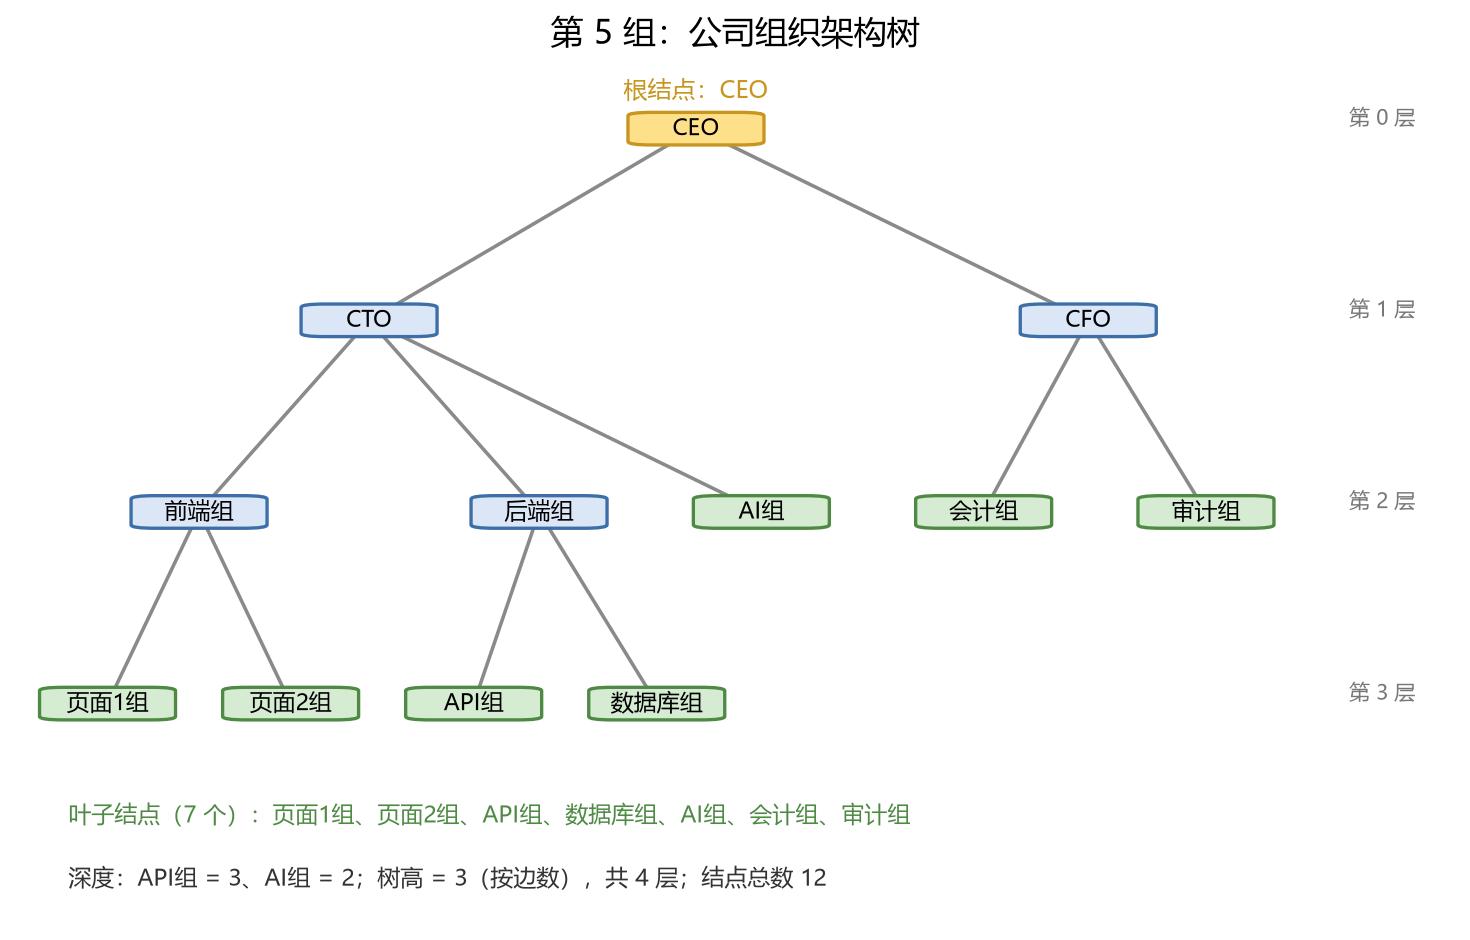 第 5 组：公司组织架构树
根结点：CEO
CEO
第 0 层
CTO
CFO
第 1 层
前端组
后端组
AI组
会计组
审计组
第 2 层
页面1组
页面2组
API组
数据库组
第 3 层
叶子结点（7 个）：页面1组、页面2组、API组、数据库组、AI组、会计组、审计组
深度：API组 = 3、AI组 = 2；树高 = 3（按边数），共 4 层；结点总数 12